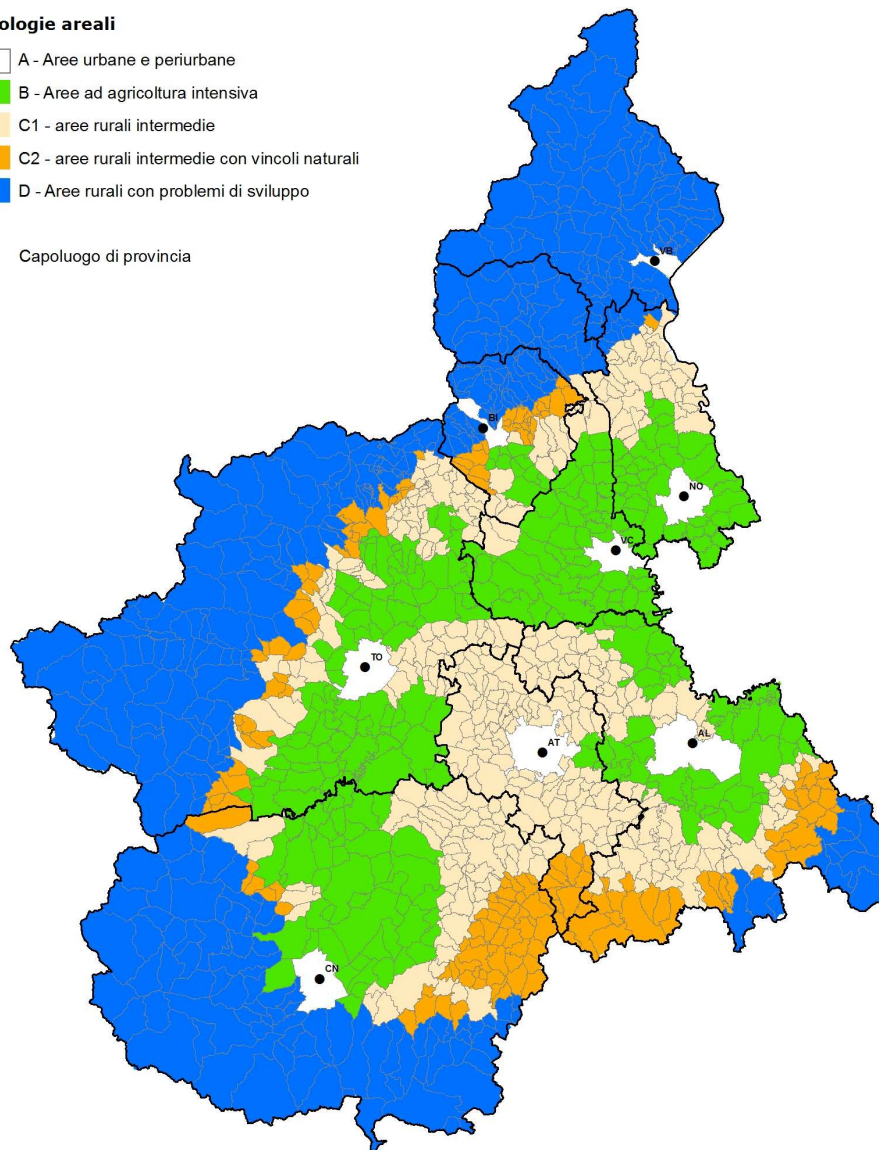 ologie areali
A - Aree urbane e periurbane
B - Aree ad agricoltura intensiva
C1 - aree rurali intermedie
C2 - aree rurali intermedie con vincoli naturali
D - Aree rurali con problemi di sviluppo
Capoluogo di provincia
VB
BI
NO
VC
TO
AL
AT
CN